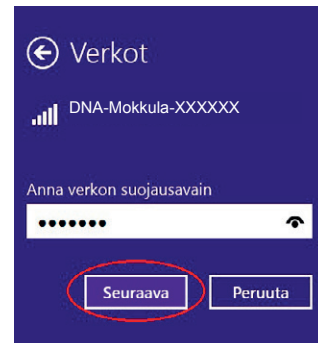 Verkot
DNA-Mokkula-XXXXXX
Anna verkon suojausavain
•••••••
Seuraava Peruuta